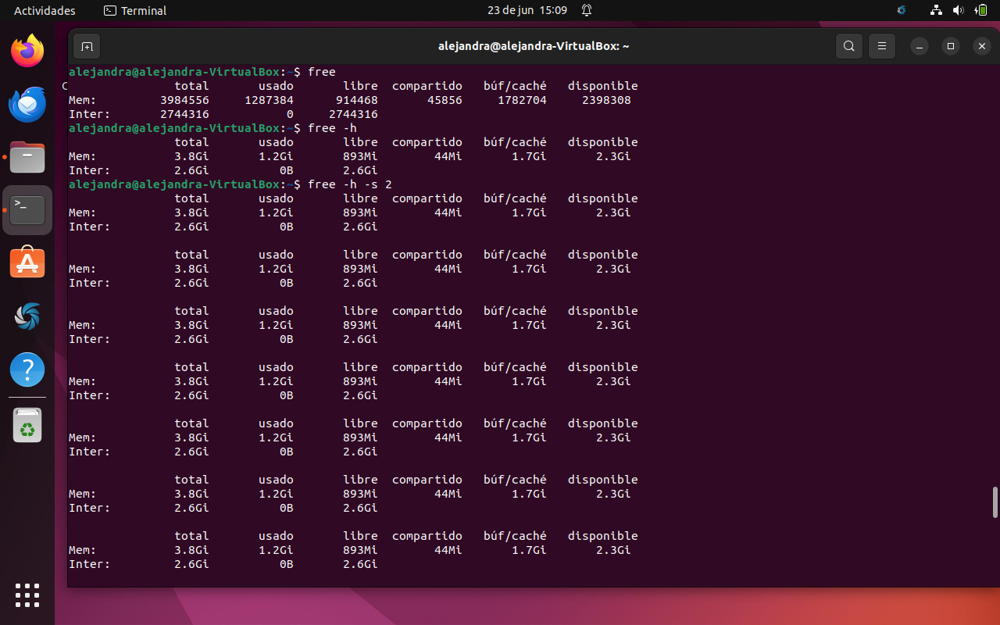 Actividades Terminal 23 de jun 15:09
alejandra@alejandra-VirtualBox: ~
alejandra@alejandra-VirtualBox:~$ free
total usado libre compartido búf/caché disponible
Mem: 3984556 1287384 914468 45856 1782704 2398308
Inter: 2744316 0 2744316
alejandra@alejandra-VirtualBox:~$ free -h
total usado libre compartido búf/caché disponible
Mem: 3.8Gi 1.2Gi 893Mi 44Mi 1.7Gi 2.3Gi
Inter: 2.6Gi 0B 2.6Gi
alejandra@alejandra-VirtualBox:~$ free -h -s 2
total usado libre compartido búf/caché disponible
Mem: 3.8Gi 1.2Gi 893Mi 44Mi 1.7Gi 2.3Gi
Inter: 2.6Gi 0B 2.6Gi
total usado libre compartido búf/caché disponible
Mem: 3.8Gi 1.2Gi 893Mi 44Mi 1.7Gi 2.3Gi
Inter: 2.6Gi 0B 2.6Gi
total usado libre compartido búf/caché disponible
Mem: 3.8Gi 1.2Gi 893Mi 44Mi 1.7Gi 2.3Gi
Inter: 2.6Gi 0B 2.6Gi
total usado libre compartido búf/caché disponible
Mem: 3.8Gi 1.2Gi 893Mi 44Mi 1.7Gi 2.3Gi
Inter: 2.6Gi 0B 2.6Gi
total usado libre compartido búf/caché disponible
Mem: 3.8Gi 1.2Gi 893Mi 44Mi 1.7Gi 2.3Gi
Inter: 2.6Gi 0B 2.6Gi
total usado libre compartido búf/caché disponible
Mem: 3.8Gi 1.2Gi 893Mi 44Mi 1.7Gi 2.3Gi
Inter: 2.6Gi 0B 2.6Gi
total usado libre compartido búf/caché disponible
Mem: 3.8Gi 1.2Gi 893Mi 44Mi 1.7Gi 2.3Gi
Inter: 2.6Gi 0B 2.6Gi